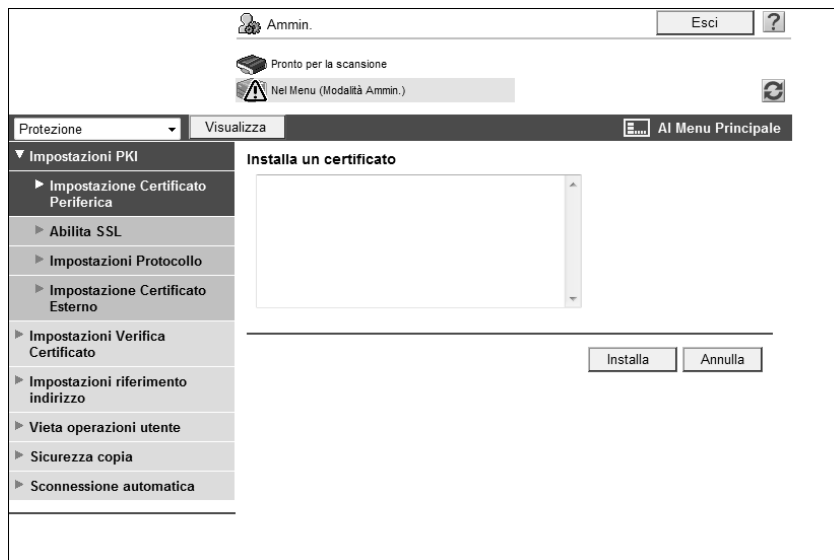 Ammin.
Esci
?
Pronto per la scansione
Nel Menu (Modalità Ammin.)
Protezione
Visualizza
Al Menu Principale
Impostazioni PKI
Impostazione Certificato
Periferica
Abilita SSL
Impostazioni Protocollo
Impostazione Certificato
Esterno
Impostazioni Verifica
Certificato
Impostazioni riferimento
indirizzo
Vieta operazioni utente
Sicurezza copia
Sconnessione automatica
Installa un certificato
Installa
Annulla